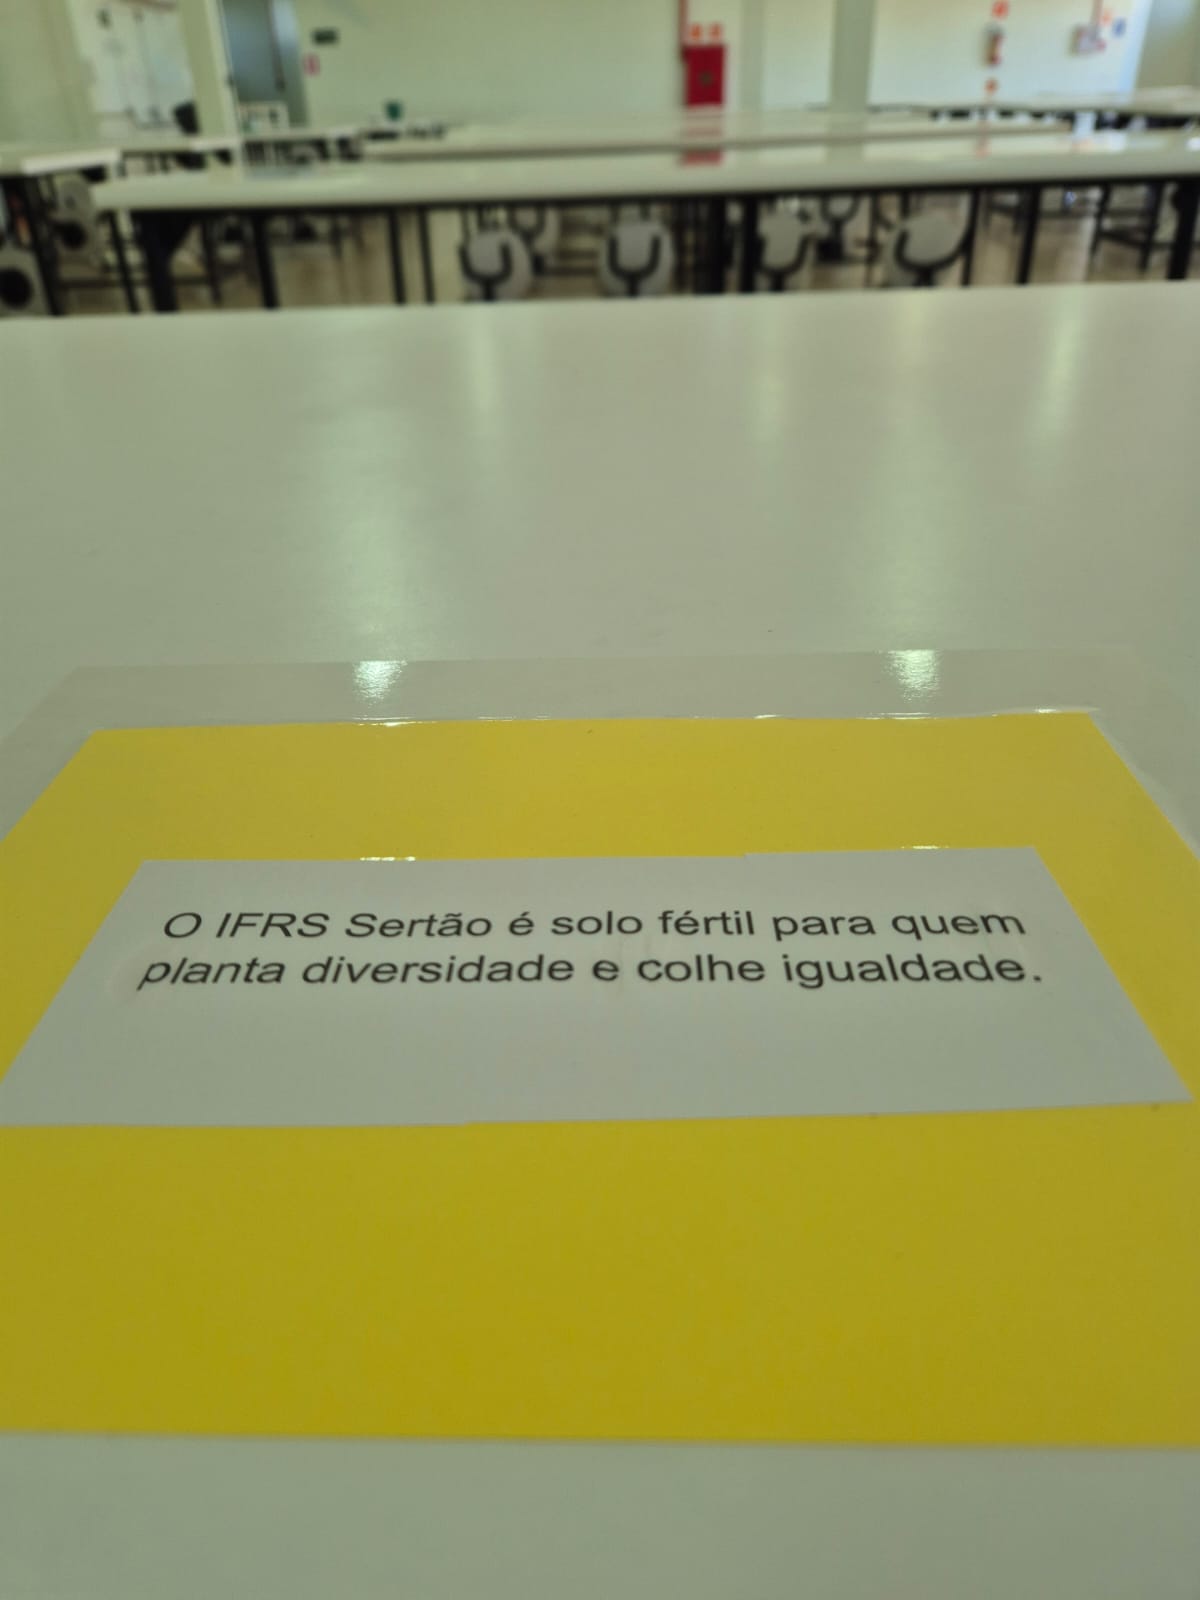 O IFRS Sertão é solo fértil para quem
planta diversidade e colhe igualdade.